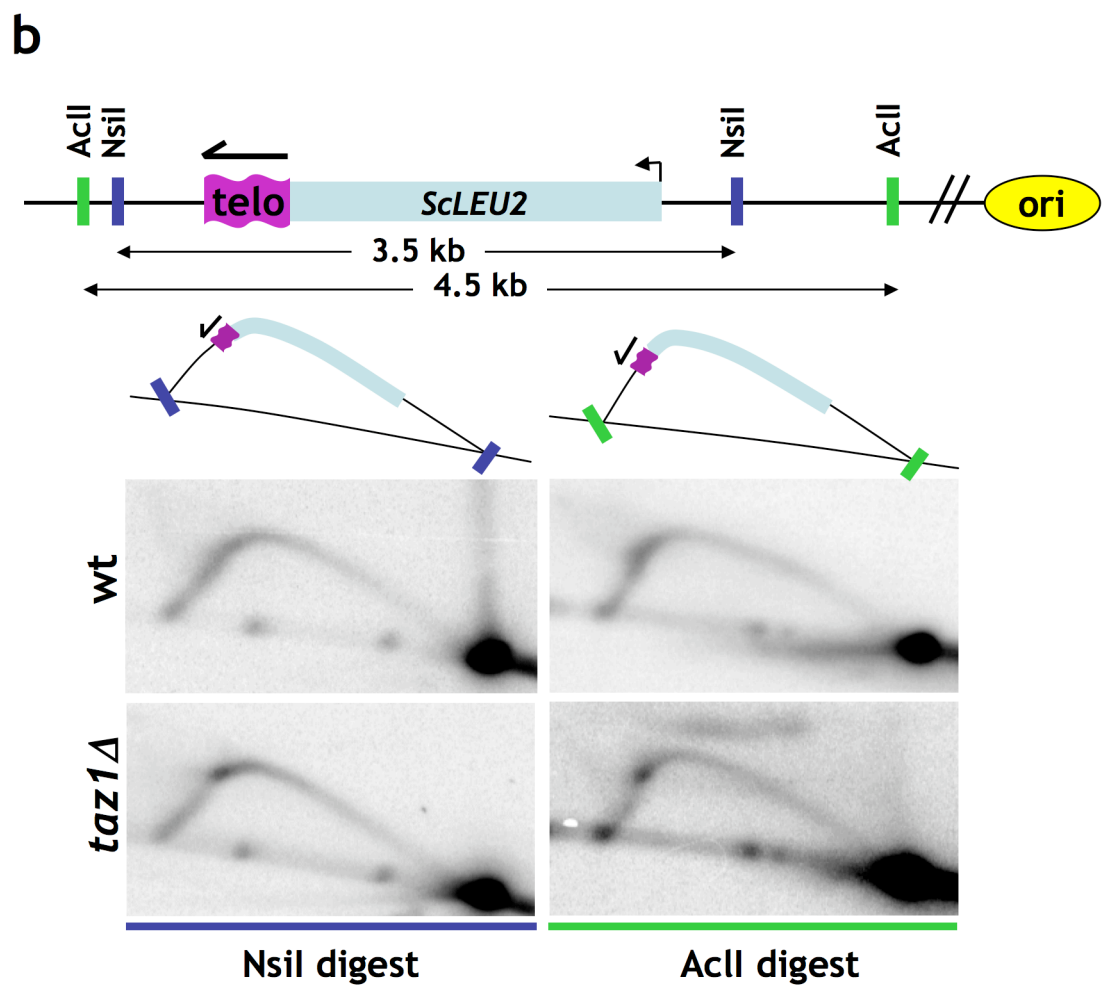 b
AclI
NsiI
NsiI
AclI
telo
ScLEU2
ori
3.5 kb
4.5 kb
wt
taz1Δ
NsiI digest
AclI digest